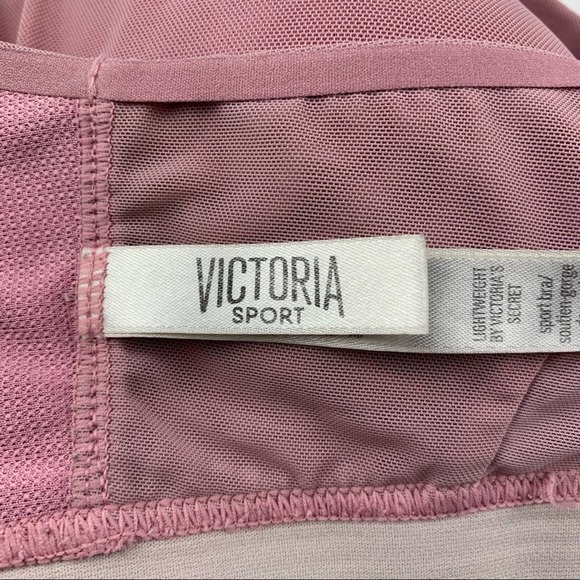 VICTORIA
SPORT
LIGHTWEIGHT
BY VICTORIA'S
SECRET
sport bra/
soutien-gorge